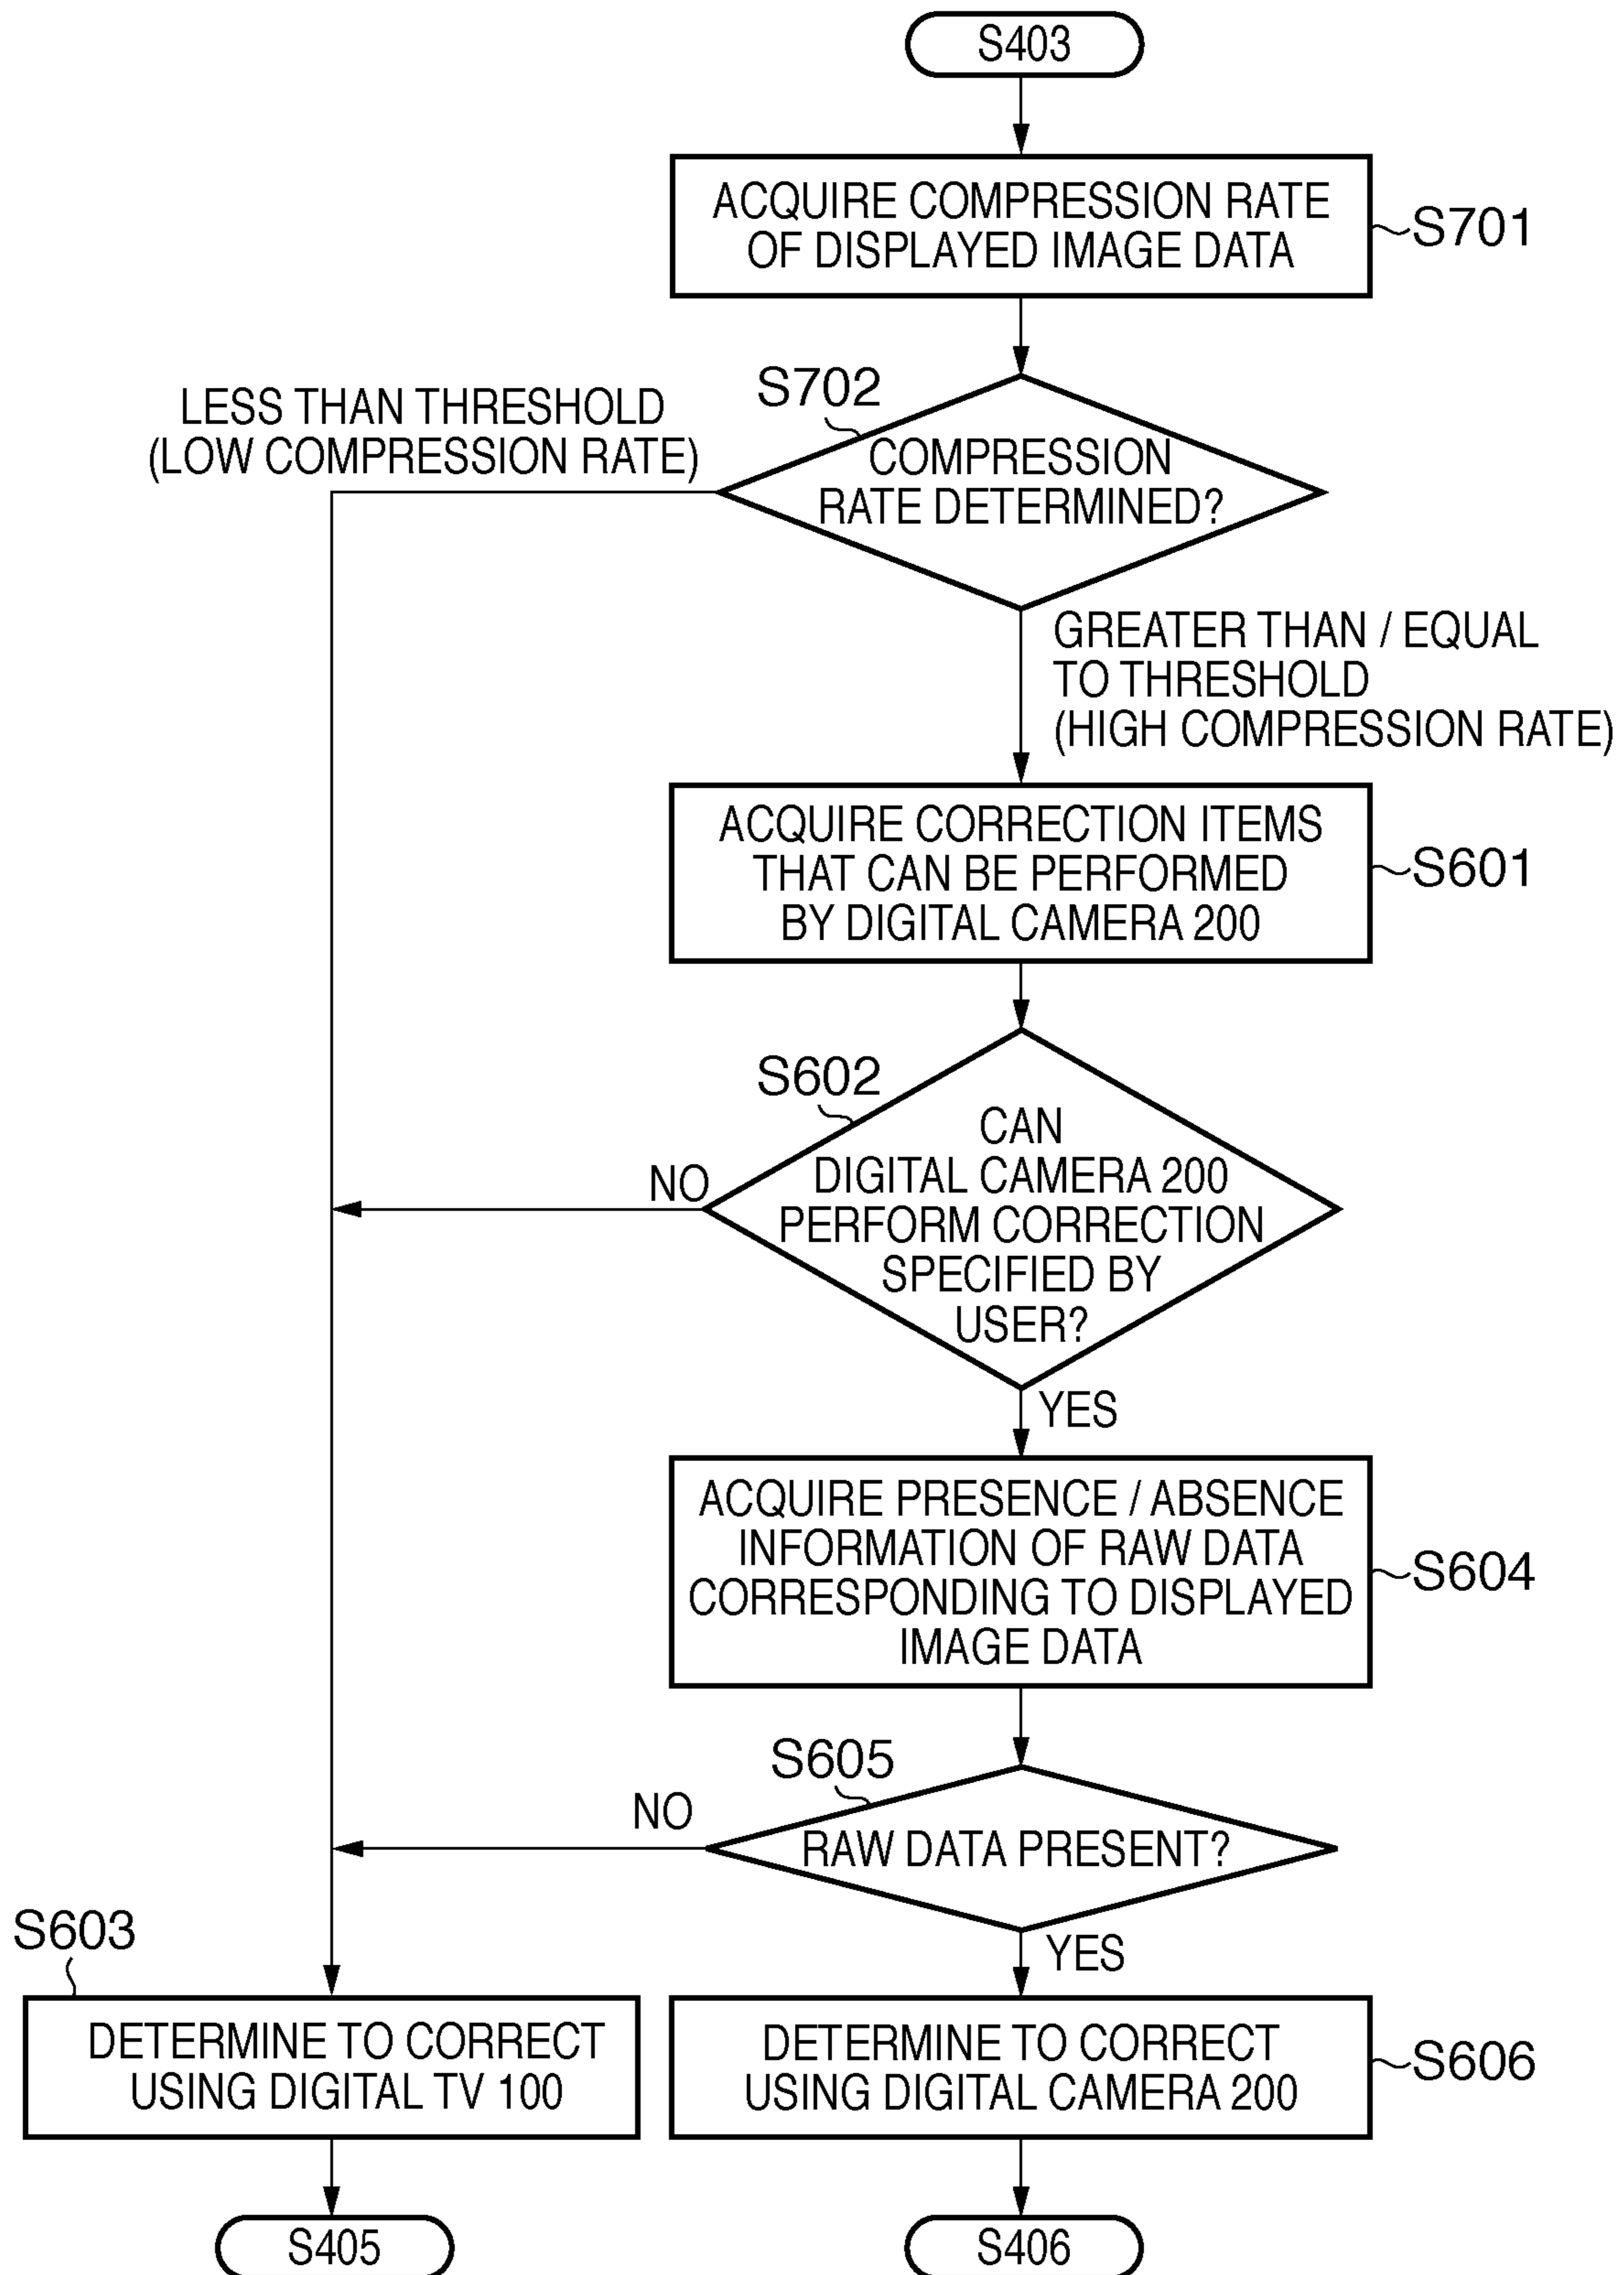 S403
ACQUIRE COMPRESSION RATE
OF DISPLAYED IMAGE DATA
S701
LESS THAN THRESHOLD
(LOW COMPRESSION RATE)
S702
COMPRESSION
RATE DETERMINED?
GREATER THAN / EQUAL
TO THRESHOLD
(HIGH COMPRESSION RATE)
ACQUIRE CORRECTION ITEMS
THAT CAN BE PERFORMED
BY DIGITAL CAMERA 200
S601
S602
CAN
DIGITAL CAMERA 200
PERFORM CORRECTION
SPECIFIED BY
USER?
NO
YES
ACQUIRE PRESENCE / ABSENCE
INFORMATION OF RAW DATA
CORRESPONDING TO DISPLAYED
IMAGE DATA
S604
S605
RAW DATA PRESENT?
NO
YES
S603
DETERMINE TO CORRECT
USING DIGITAL TV 100
DETERMINE TO CORRECT
USING DIGITAL CAMERA 200
S606
S405
S406